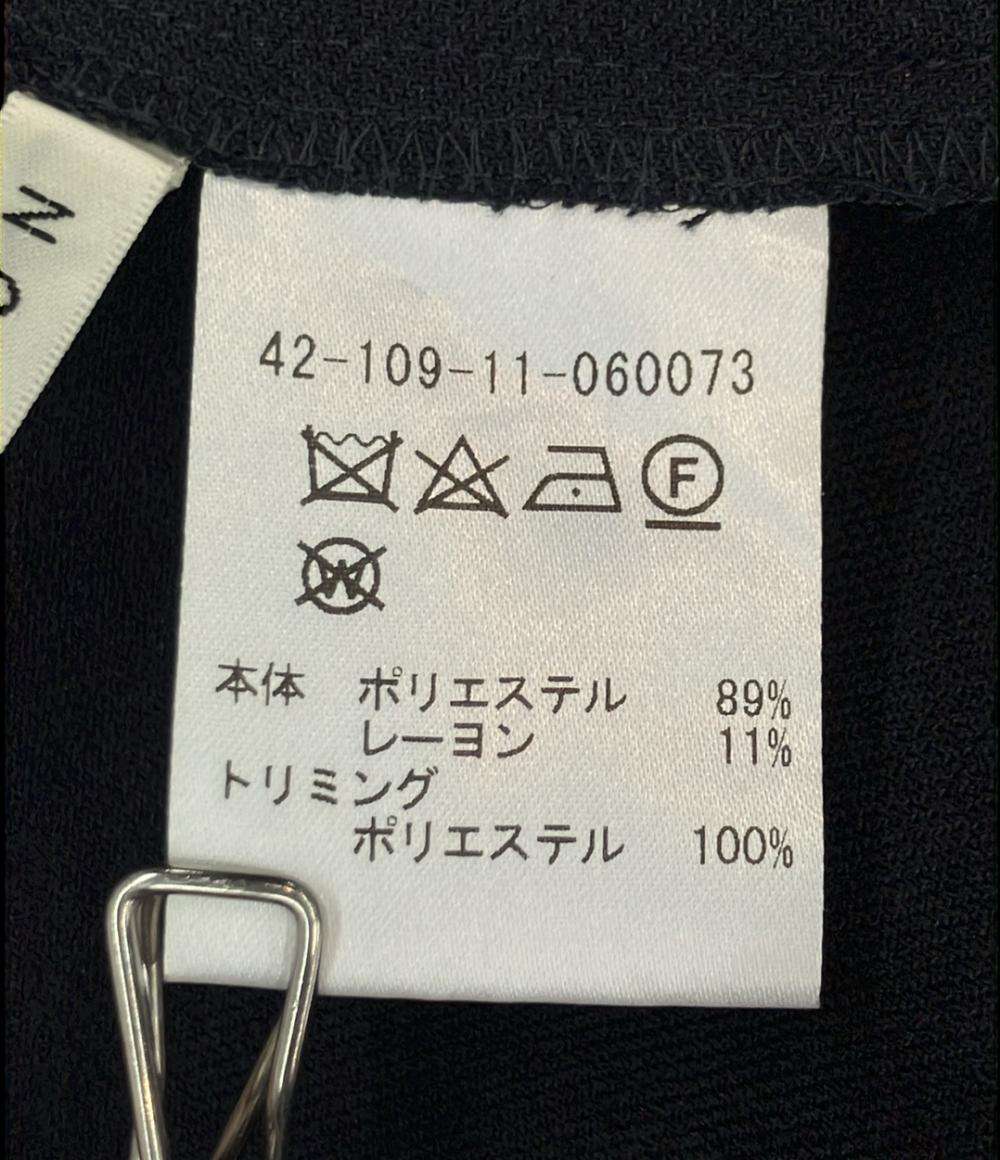 N
42-109-11-060073
F
W
本体 ポリエステル 89%
レーヨン 11%
トリミング
ポリエステル 100%